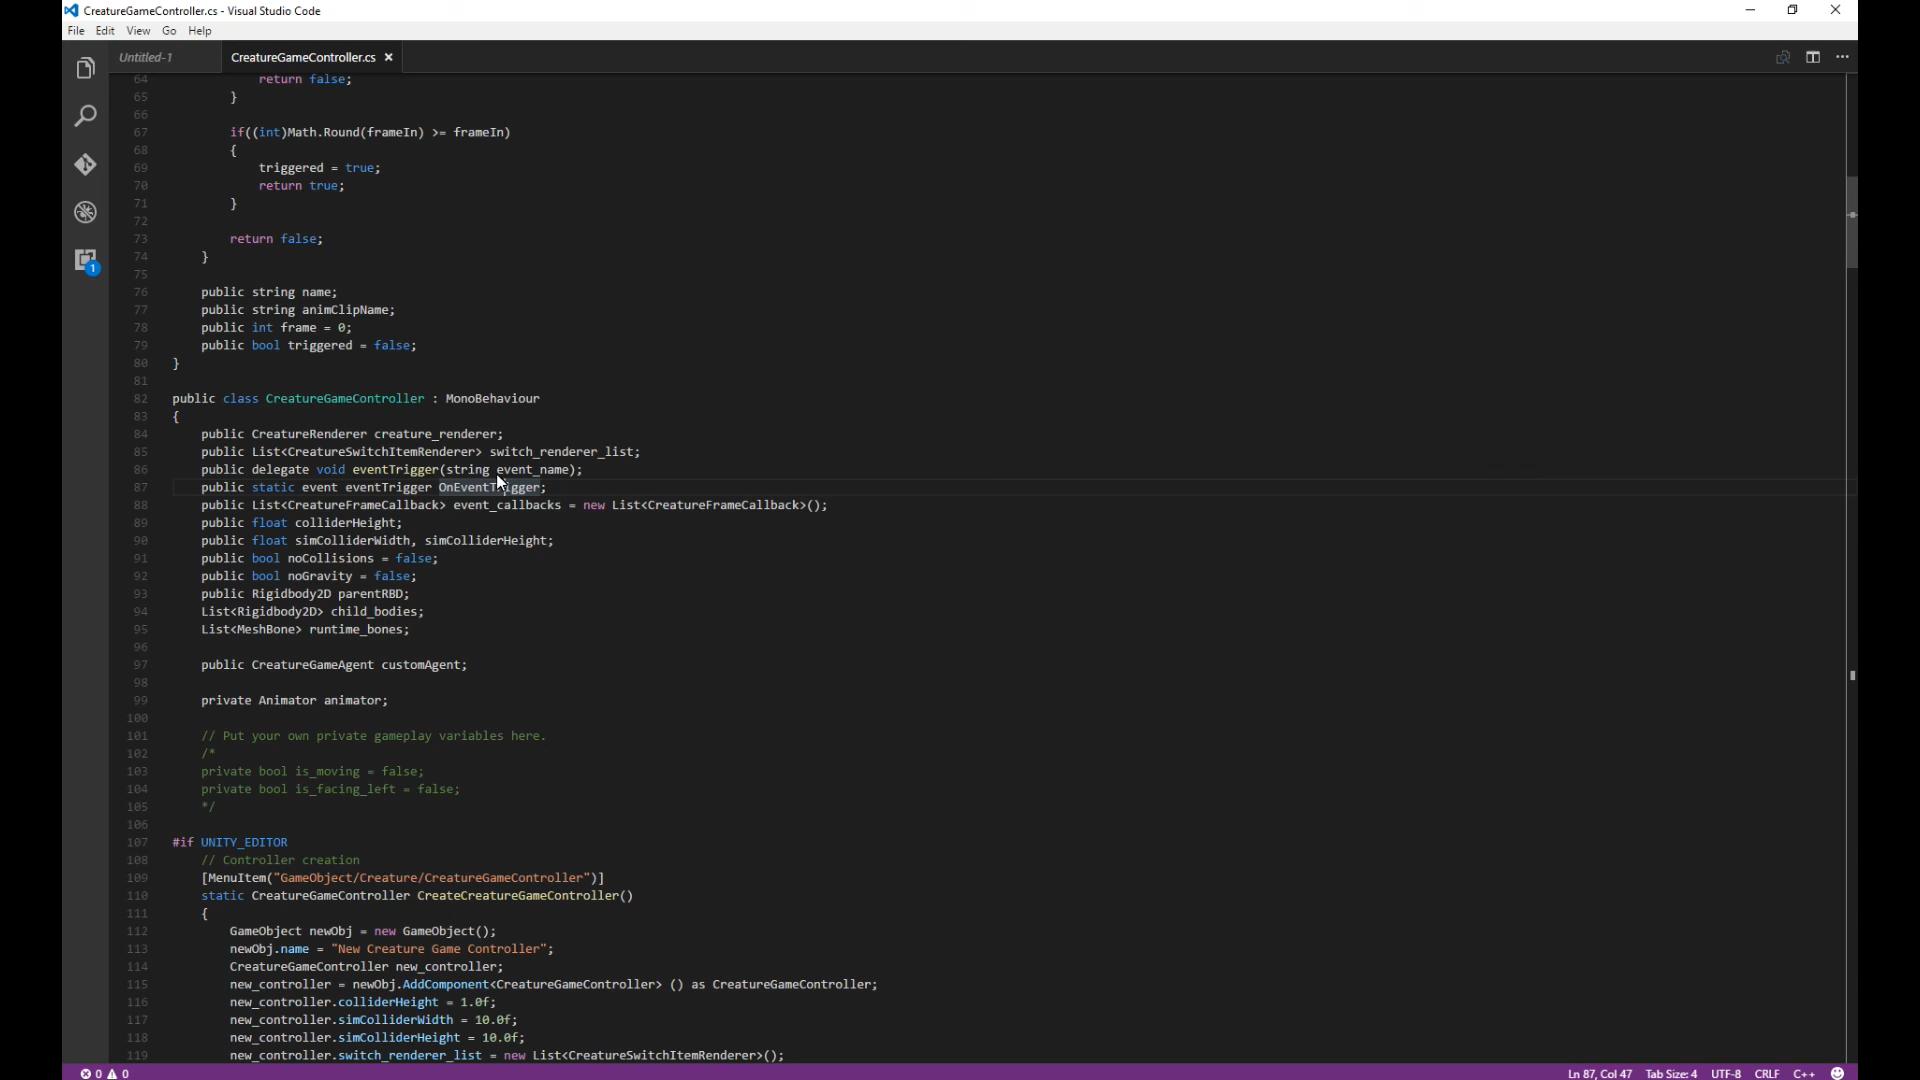 CreatureGameController.cs - Visual Studio Code
File Edit View Go Help
Untitled-1 CreatureGameController.cs
64 return false;
65 }
66
67 if((int)Math.Round(frameIn) >= frameIn)
68 {
69 triggered = true;
70 return true;
71 }
72
73 return false;
74 }
75
76 public string name;
77 public string animClipName;
78 public int frame = 0;
79 public bool triggered = false;
80 }
81
82 public class CreatureGameController : MonoBehaviour
83 {
84 public CreatureRenderer creature_renderer;
85 public List<CreatureSwitchItemRenderer> switch_renderer_list;
86 public delegate void eventTrigger(string event_name);
87 public static event eventTrigger OnEventTrigger;
88 public List<CreatureFrameCallback> event_callbacks = new List<CreatureFrameCallback>();
89 public float colliderHeight;
90 public float simColliderWidth, simColliderHeight;
91 public bool noCollisions = false;
92 public bool noGravity = false;
93 public Rigidbody2D parentRBD;
94 List<Rigidbody2D> child_bodies;
95 List<MeshBone> runtime_bones;
96
97 public CreatureGameAgent customAgent;
98
99 private Animator animator;
100
101 // Put your own private gameplay variables here.
102 /*
103 private bool is_moving = false;
104 private bool is_facing_left = false;
105 */
106
107 #if UNITY_EDITOR
108 // Controller creation
109 [MenuItem("GameObject/Creature/CreatureGameController")]
110 static CreatureGameController CreateCreatureGameController()
111 {
112 GameObject newObj = new GameObject();
113 newObj.name = "New Creature Game Controller";
114 CreatureGameController new_controller;
115 new_controller = newObj.AddComponent<CreatureGameController> () as CreatureGameController;
116 new_controller.colliderHeight = 1.0f;
117 new_controller.simColliderWidth = 10.0f;
118 new_controller.simColliderHeight = 10.0f;
119 new_controller.switch_renderer_list = new List<CreatureSwitchItemRenderer>();
1
0 0 Ln 87, Col 47 Tab Size: 4 UTF-8 CRLF C++